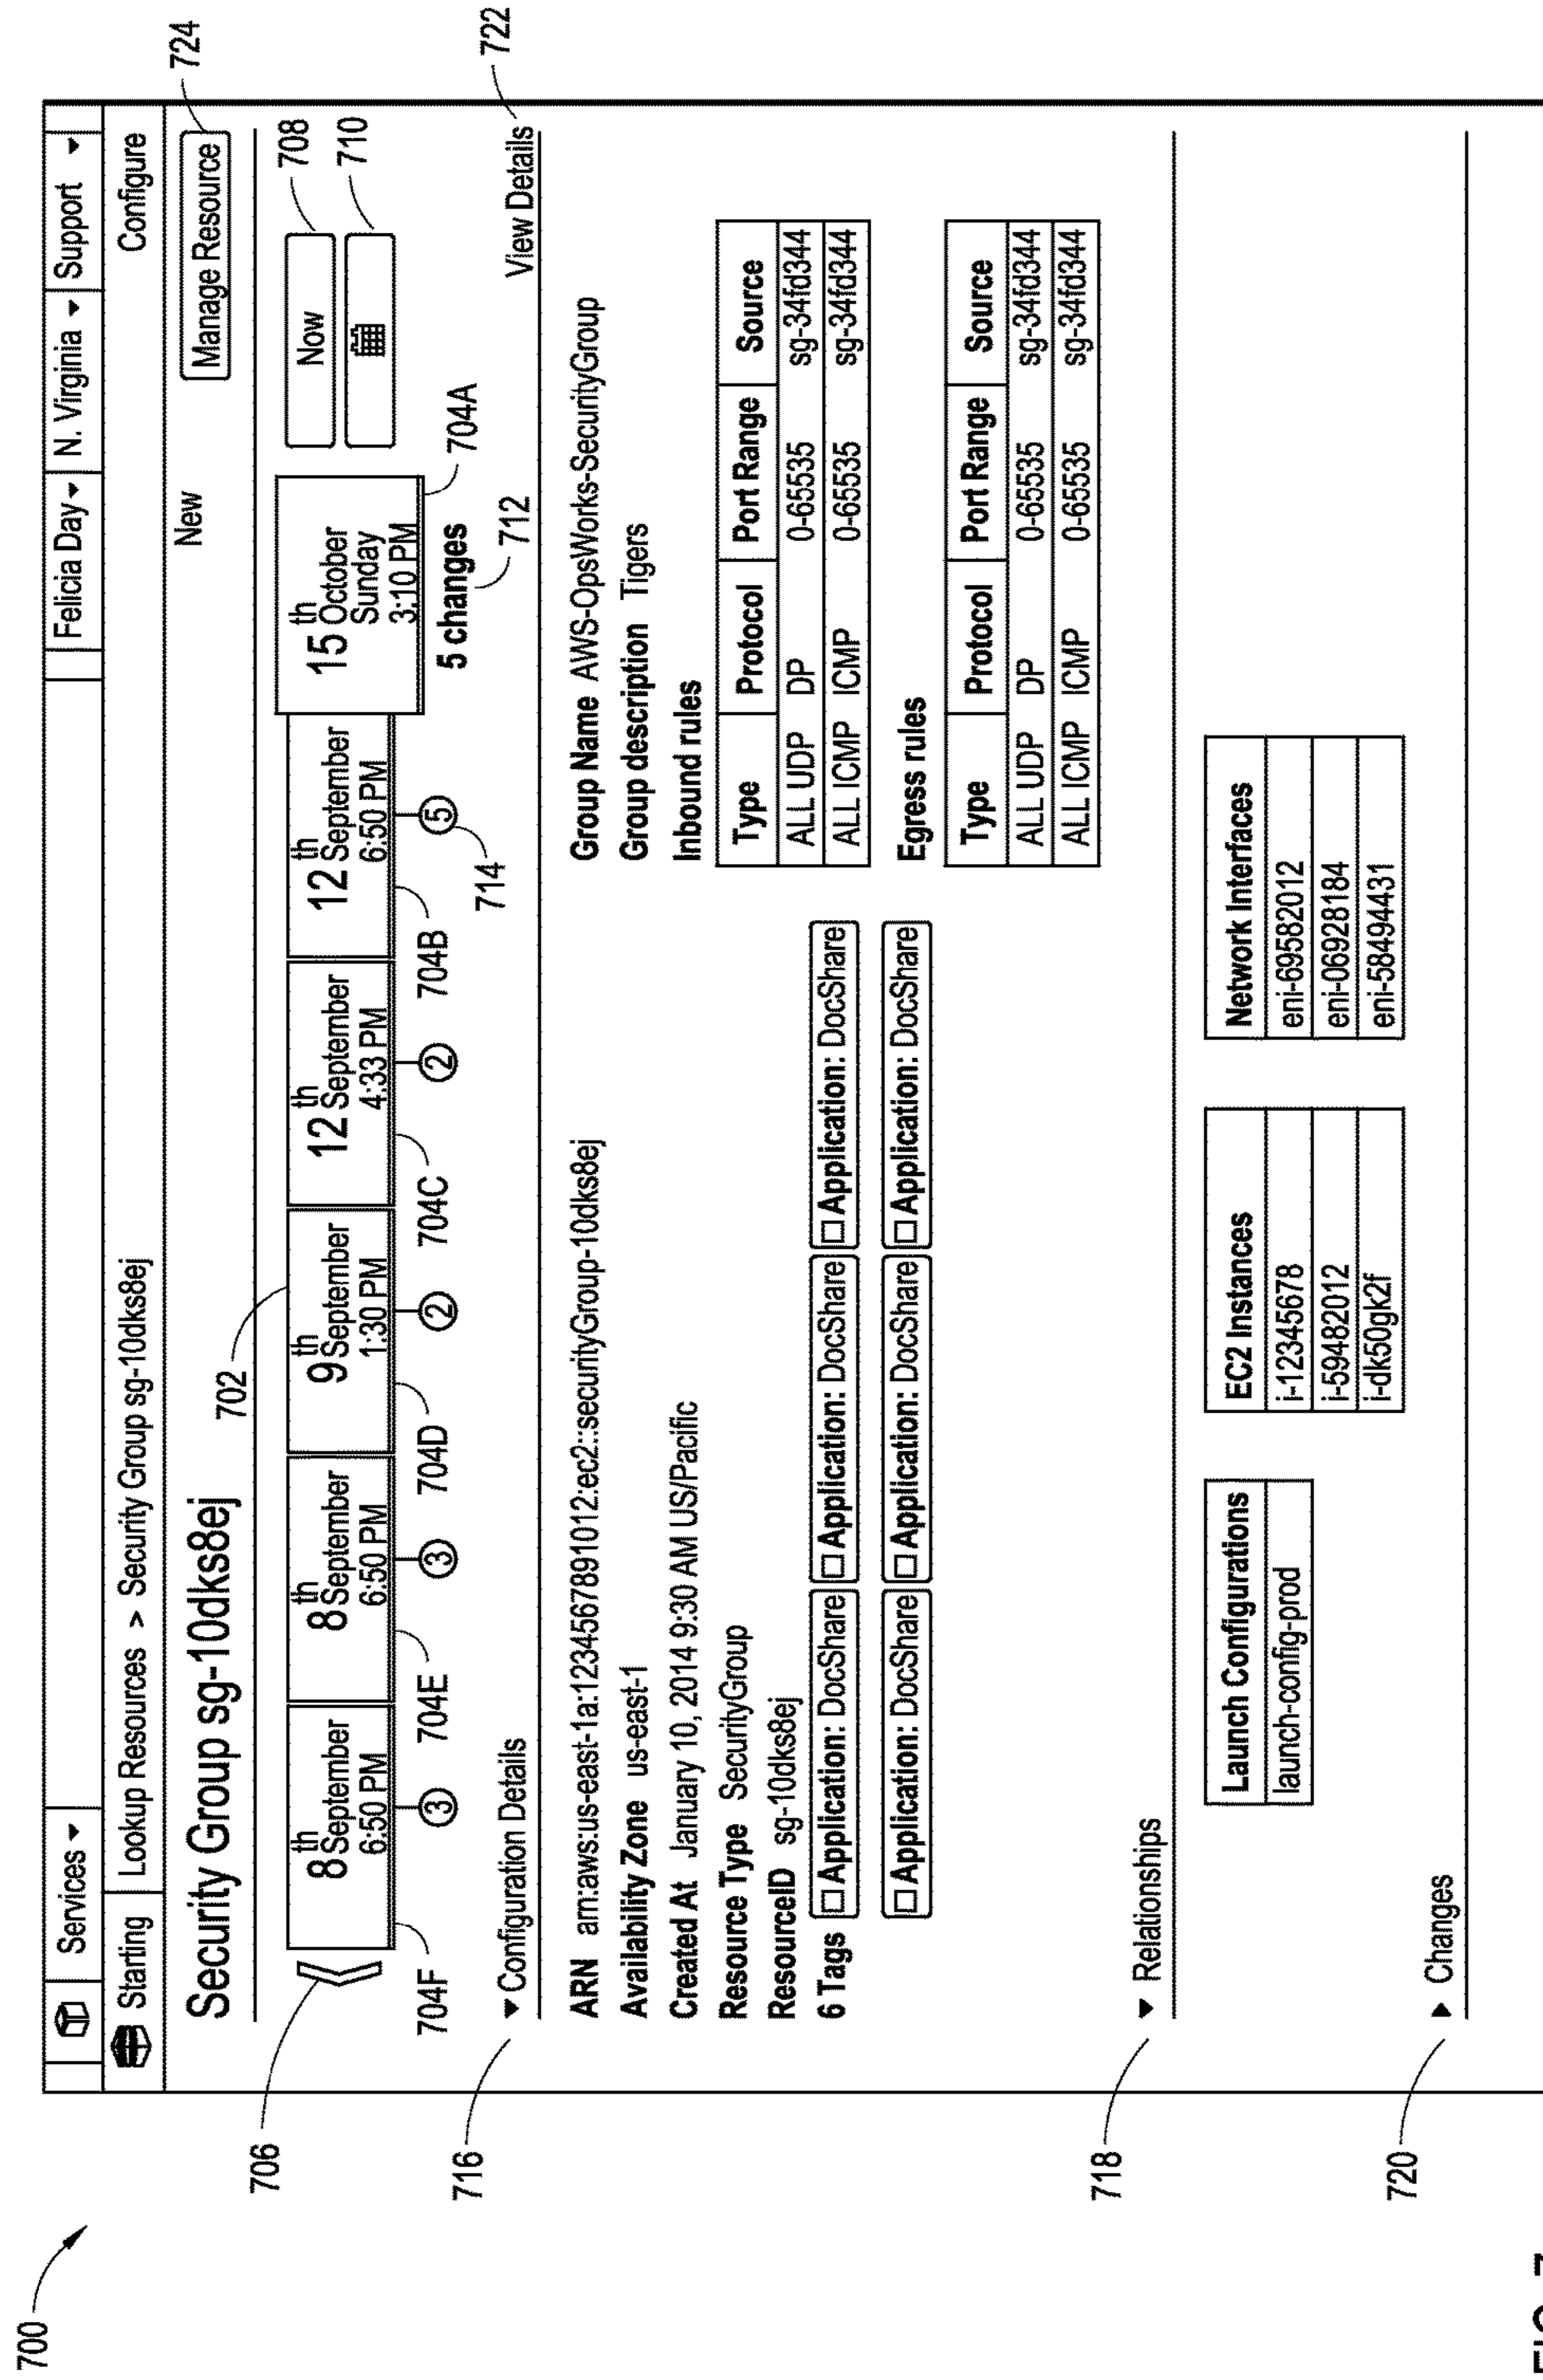 700
Services Felicia Day N. Virginia Support
Starting Lookup Resources > Security Group sg-10dks8ej Configure
Security Group sg-10dks8ej New Manage Resource 724
702
706
8th September 6:50 PM
8th September 6:50 PM
9th September 1:30 PM
12th September 4:33 PM
12th September 6:50 PM
15th October Sunday 3:10 PM
Now 708
710
704F 3 704E 3 704D 2 704C 2 704B 5 5 changes 704A
714 712
716 Configuration Details View Details 722
ARN arn:aws:us-east-1a:1234567891012:ec2::securityGroup-10dks8ej
Availability Zone us-east-1
Created At January 10, 2014 9:30 AM US/Pacific
Resource Type SecurityGroup
ResourceID sg-10dks8ej
6 Tags Application: DocShare Application: DocShare Application: DocShare
Application: DocShare Application: DocShare Application: DocShare
Group Name AWS-OpsWorks-SecurityGroup
Group description Tigers
Inbound rules
Type Protocol Port Range Source
ALL UDP DP 0-65535 sg-34fd344
ALL ICMP ICMP 0-65535 sg-34fd344
Egress rules
Type Protocol Port Range Source
ALL UDP DP 0-65535 sg-34fd344
ALL ICMP ICMP 0-65535 sg-34fd344
718 Relationships
Launch Configurations
launch-config-prod
EC2 Instances
i-12345678
i-59482012
i-dk50gk2f
Network Interfaces
eni-69582012
eni-06928184
eni-58494431
720 Changes